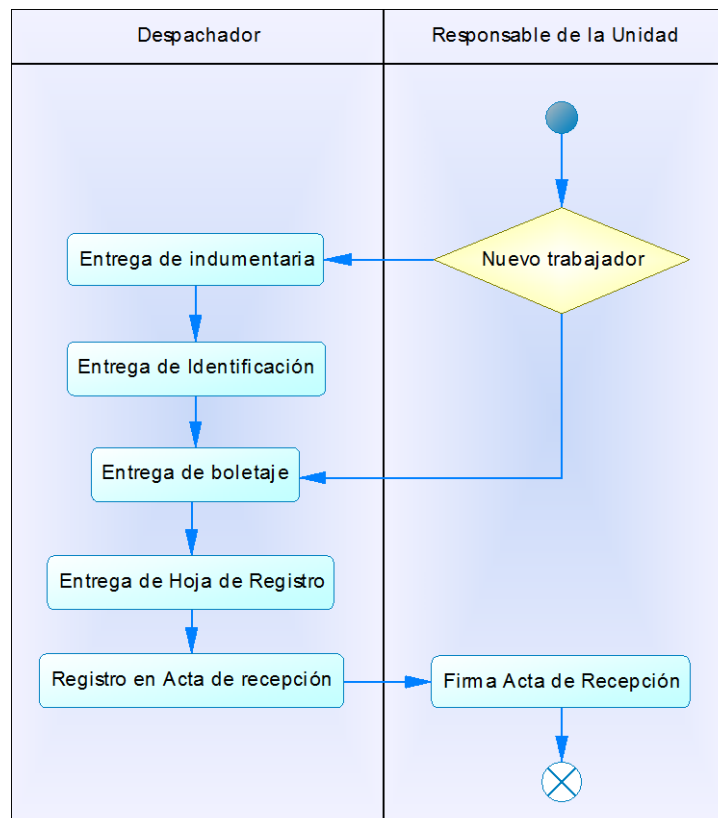 Despachador
Responsable de la Unidad
Nuevo trabajador
Entrega de indumentaria
Entrega de Identificación
Entrega de boletaje
Entrega de Hoja de Registro
Registro en Acta de recepción
Firma Acta de Recepción